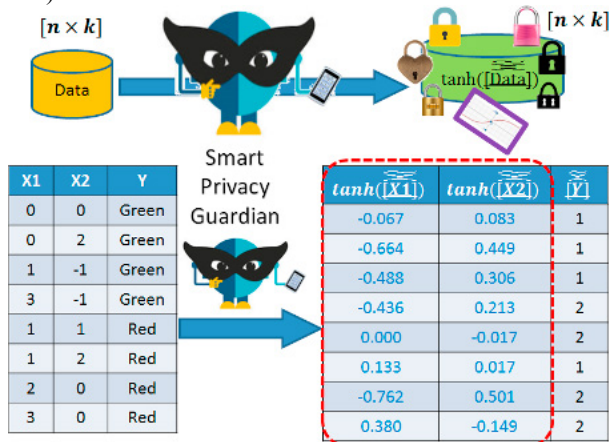 [n × k]
[n × k]
Data
tanh([Data])
Smart
Privacy
Guardian
X1 X2 Y
0 0 Green
0 2 Green
1 -1 Green
3 -1 Green
1 1 Red
1 2 Red
2 0 Red
3 0 Red
tanh([X1]) tanh([X2]) [Y]
-0.067 0.083 1
-0.664 0.449 1
-0.488 0.306 1
-0.436 0.213 2
0.000 -0.017 2
0.133 0.017 1
-0.762 0.501 2
0.380 -0.149 2